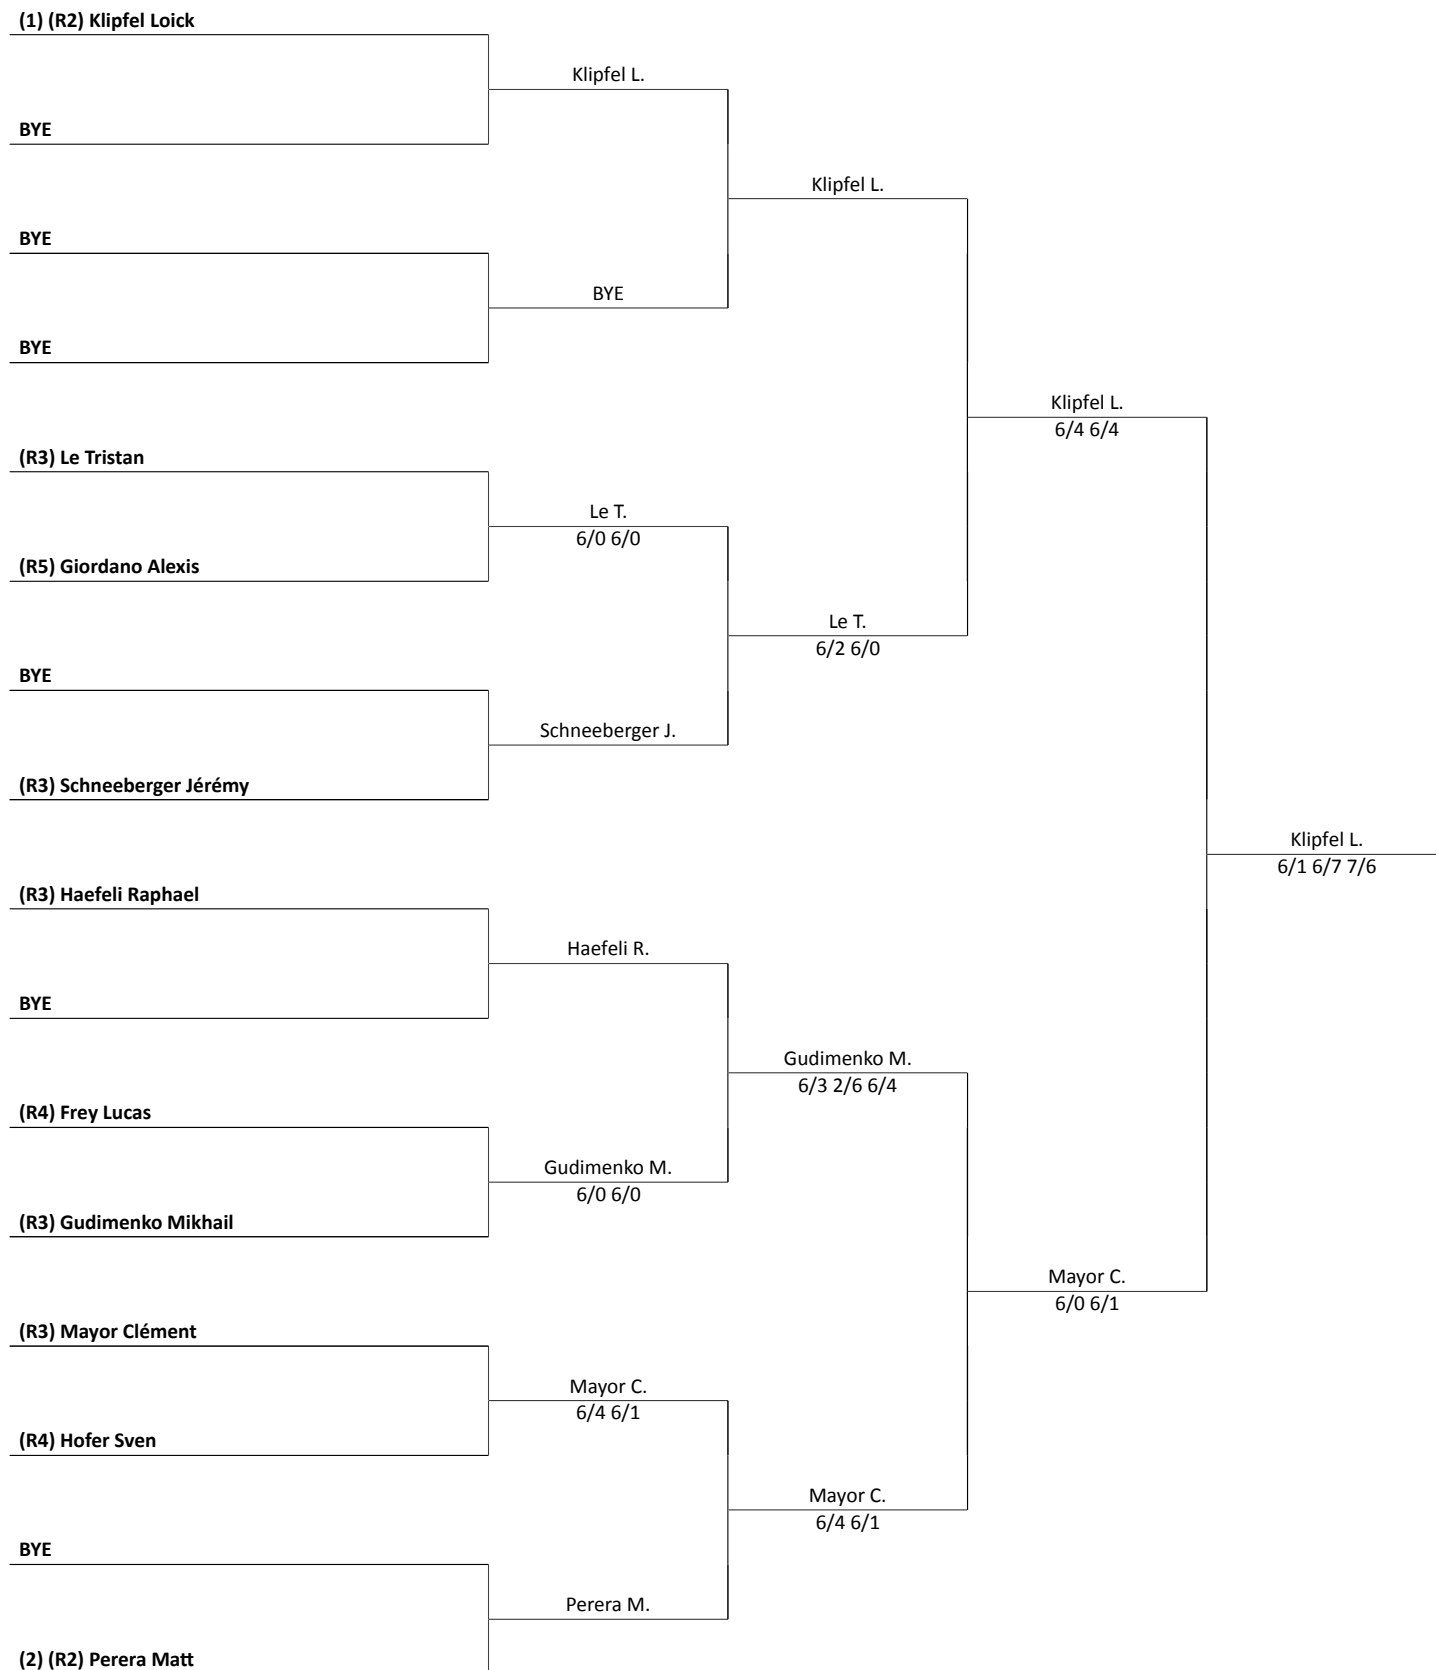 (1) (R2) Klipfel Loick
Klipfel L.
BYE
Klipfel L.
BYE
BYE
BYE
Klipfel L.
6/4 6/4
(R3) Le Tristan
Le T.
6/0 6/0
(R5) Giordano Alexis
Le T.
6/2 6/0
BYE
Schneeberger J.
(R3) Schneeberger Jérémy
Klipfel L.
6/1 6/7 7/6
(R3) Haefeli Raphael
Haefeli R.
BYE
Gudimenko M.
6/3 2/6 6/4
(R4) Frey Lucas
Gudimenko M.
6/0 6/0
(R3) Gudimenko Mikhail
Mayor C.
6/0 6/1
(R3) Mayor Clément
Mayor C.
6/4 6/1
(R4) Hofer Sven
Mayor C.
6/4 6/1
BYE
Perera M.
(2) (R2) Perera Matt